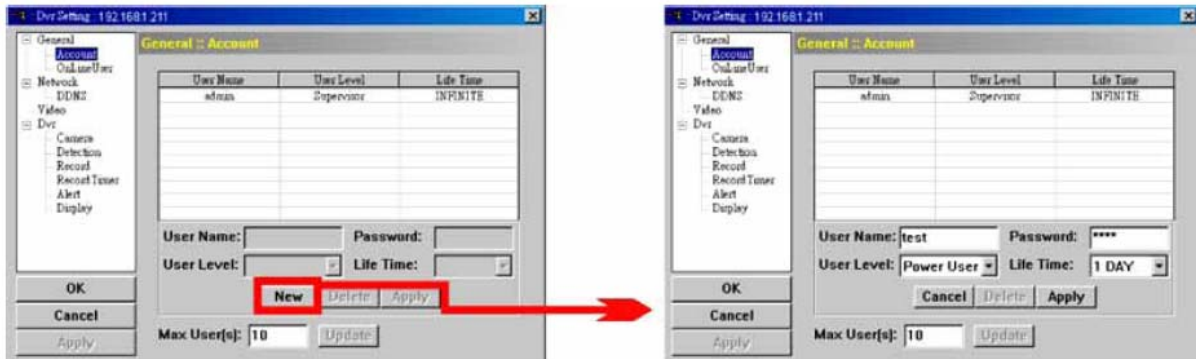 Dvr Setting : 192.168.1.211
General
Account
OnLineUser
Network
DDNS
Video
Dvr
Camera
Detection
Record
Record Timer
Alert
Display
OK
Cancel
Apply
General :: Account
User Name User Level Life Time
admin Supervisor INFINITE
User Name: Password:
User Level: Life Time:
New Delete Apply
Max User[s]: 10 Update
Dvr Setting : 192.168.1.211
General
Account
OnLineUser
Network
DDNS
Video
Dvr
Camera
Detection
Record
Record Timer
Alert
Display
OK
Cancel
Apply
General :: Account
User Name User Level Life Time
admin Supervisor INFINITE
User Name: test Password: ****
User Level: Power User Life Time: 1 DAY
Cancel Delete Apply
Max User[s]: 10 Update